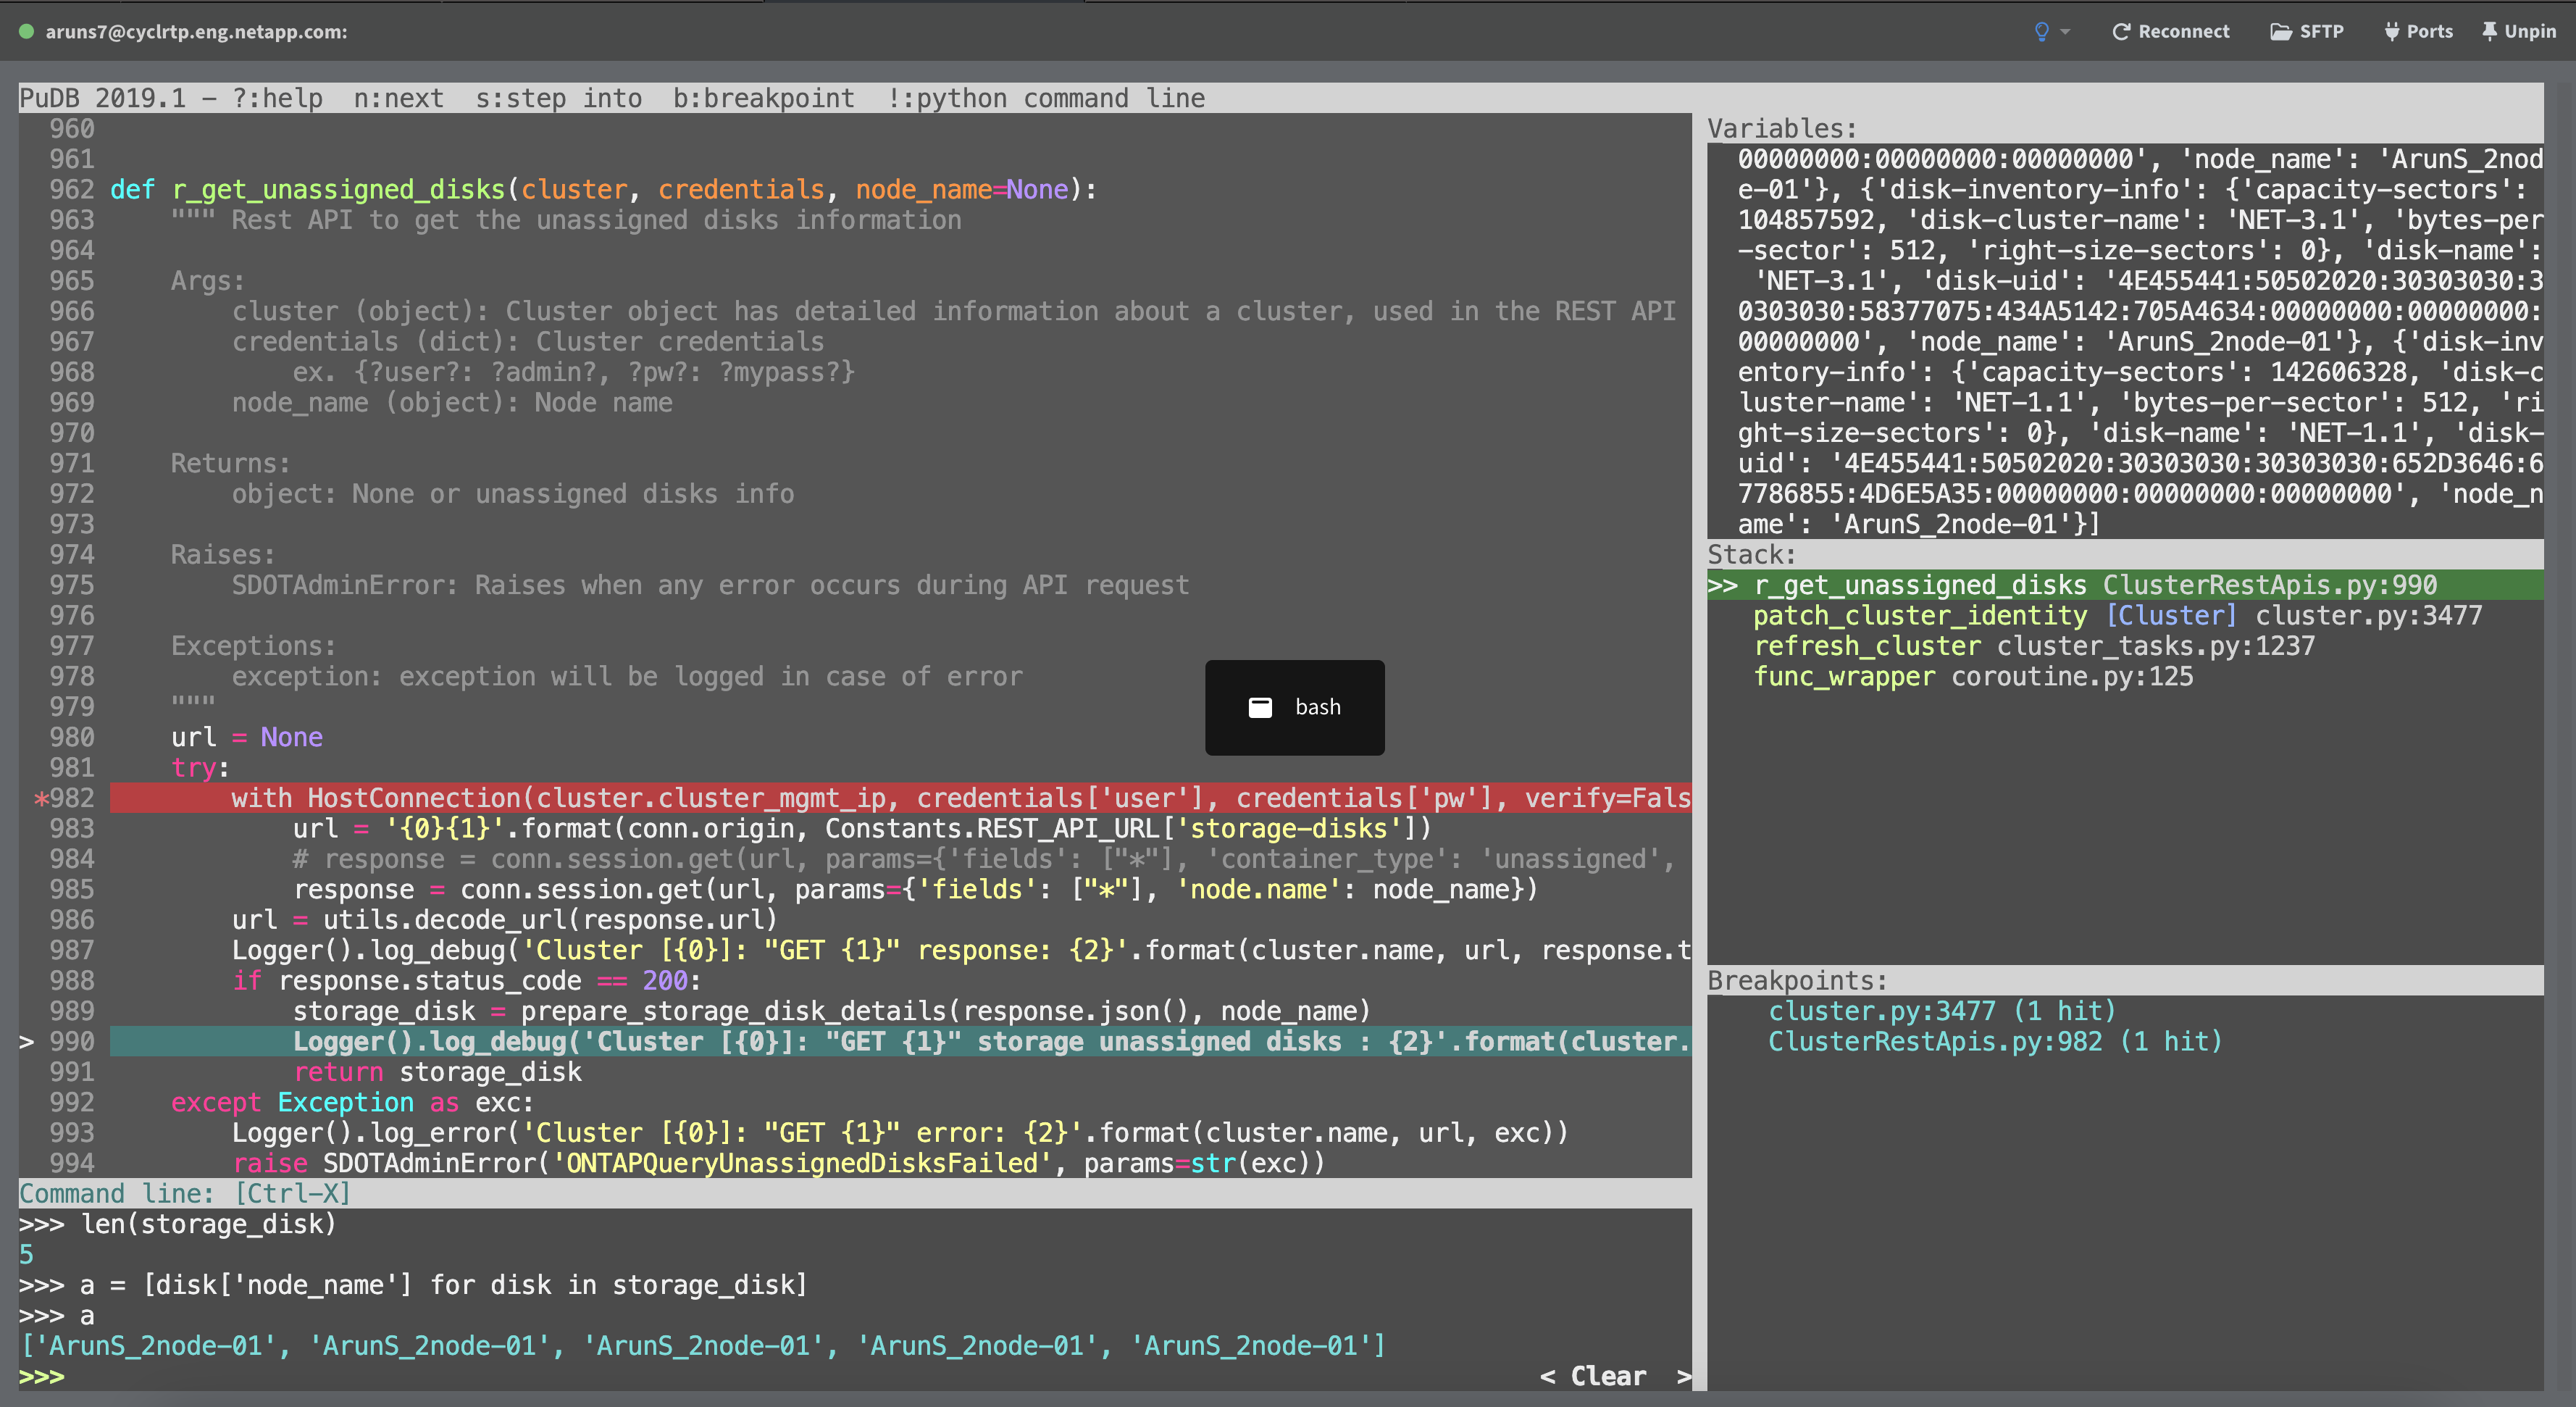 aruns7@cyclrtp.eng.netapp.com:
Reconnect SFTP Ports Unpin
PuDB 2019.1 - ?:help n:next s:step into b:breakpoint !:python command line
960
961
962 def r_get_unassigned_disks(cluster, credentials, node_name=None):
963 """ Rest API to get the unassigned disks information
964
965 Args:
966 cluster (object): Cluster object has detailed information about a cluster, used in the REST API
967 credentials (dict): Cluster credentials
968 ex. {?user?: ?admin?, ?pw?: ?mypass?}
969 node_name (object): Node name
970
971 Returns:
972 object: None or unassigned disks info
973
974 Raises:
975 SDOTAdminError: Raises when any error occurs during API request
976
977 Exceptions:
978 exception: exception will be logged in case of error
979 """
980 url = None
981 try:
*982 with HostConnection(cluster.cluster_mgmt_ip, credentials['user'], credentials['pw'], verify=Fals
983 url = '{0}{1}'.format(conn.origin, Constants.REST_API_URL['storage-disks'])
984 # response = conn.session.get(url, params={'fields': ["*"], 'container_type': 'unassigned',
985 response = conn.session.get(url, params={'fields': ["*"], 'node.name': node_name})
986 url = utils.decode_url(response.url)
987 Logger().log_debug('Cluster [{0}]: "GET {1}" response: {2}'.format(cluster.name, url, response.t
988 if response.status_code == 200:
989 storage_disk = prepare_storage_disk_details(response.json(), node_name)
> 990 Logger().log_debug('Cluster [{0}]: "GET {1}" storage unassigned disks : {2}'.format(cluster.
991 return storage_disk
992 except Exception as exc:
993 Logger().log_error('Cluster [{0}]: "GET {1}" error: {2}'.format(cluster.name, url, exc))
994 raise SDOTAdminError('ONTAPQueryUnassignedDisksFailed', params=str(exc))
bash
Command line: [Ctrl-X]
>>> len(storage_disk)
5
>>> a = [disk['node_name'] for disk in storage_disk]
>>> a
['ArunS_2node-01', 'ArunS_2node-01', 'ArunS_2node-01', 'ArunS_2node-01', 'ArunS_2node-01']
>>>
< Clear >
Variables:
00000000:00000000:00000000', 'node_name': 'ArunS_2nod
e-01'}, {'disk-inventory-info': {'capacity-sectors':
104857592, 'disk-cluster-name': 'NET-3.1', 'bytes-per
-sector': 512, 'right-size-sectors': 0}, 'disk-name':
'NET-3.1', 'disk-uid': '4E455441:50502020:30303030:3
0303030:58377075:434A5142:705A4634:00000000:00000000:
00000000', 'node_name': 'ArunS_2node-01'}, {'disk-inv
entory-info': {'capacity-sectors': 142606328, 'disk-c
luster-name': 'NET-1.1', 'bytes-per-sector': 512, 'ri
ght-size-sectors': 0}, 'disk-name': 'NET-1.1', 'disk-
uid': '4E455441:50502020:30303030:30303030:652D3646:6
7786855:4D6E5A35:00000000:00000000:00000000', 'node_n
ame': 'ArunS_2node-01'}]
Stack:
>> r_get_unassigned_disks ClusterRestApis.py:990
patch_cluster_identity [Cluster] cluster.py:3477
refresh_cluster cluster_tasks.py:1237
func_wrapper coroutine.py:125
Breakpoints:
cluster.py:3477 (1 hit)
ClusterRestApis.py:982 (1 hit)